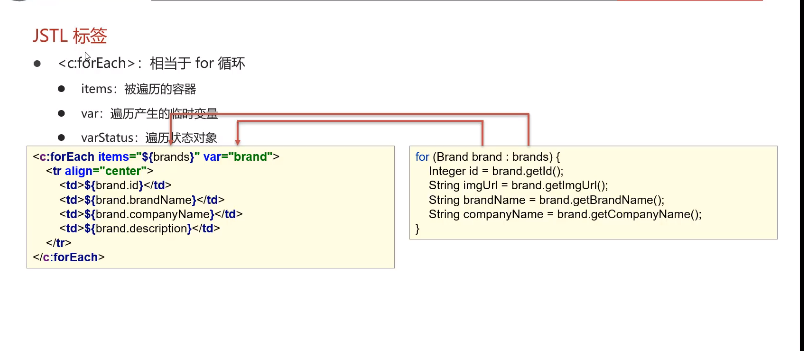 JSTL 标签
● <c:forEach>：相当于 for 循环
● items：被遍历的容器
● var：遍历产生的临时变量
● varStatus：遍历状态对象
<c:forEach items="${brands}" var="brand">
<tr align="center">
<td>${brand.id}</td>
<td>${brand.brandName}</td>
<td>${brand.companyName}</td>
<td>${brand.description}</td>
</tr>
</c:forEach>
for (Brand brand : brands) {
Integer id = brand.getId();
String imgUrl = brand.getImgUrl();
String brandName = brand.getBrandName();
String companyName = brand.getCompanyName();
}